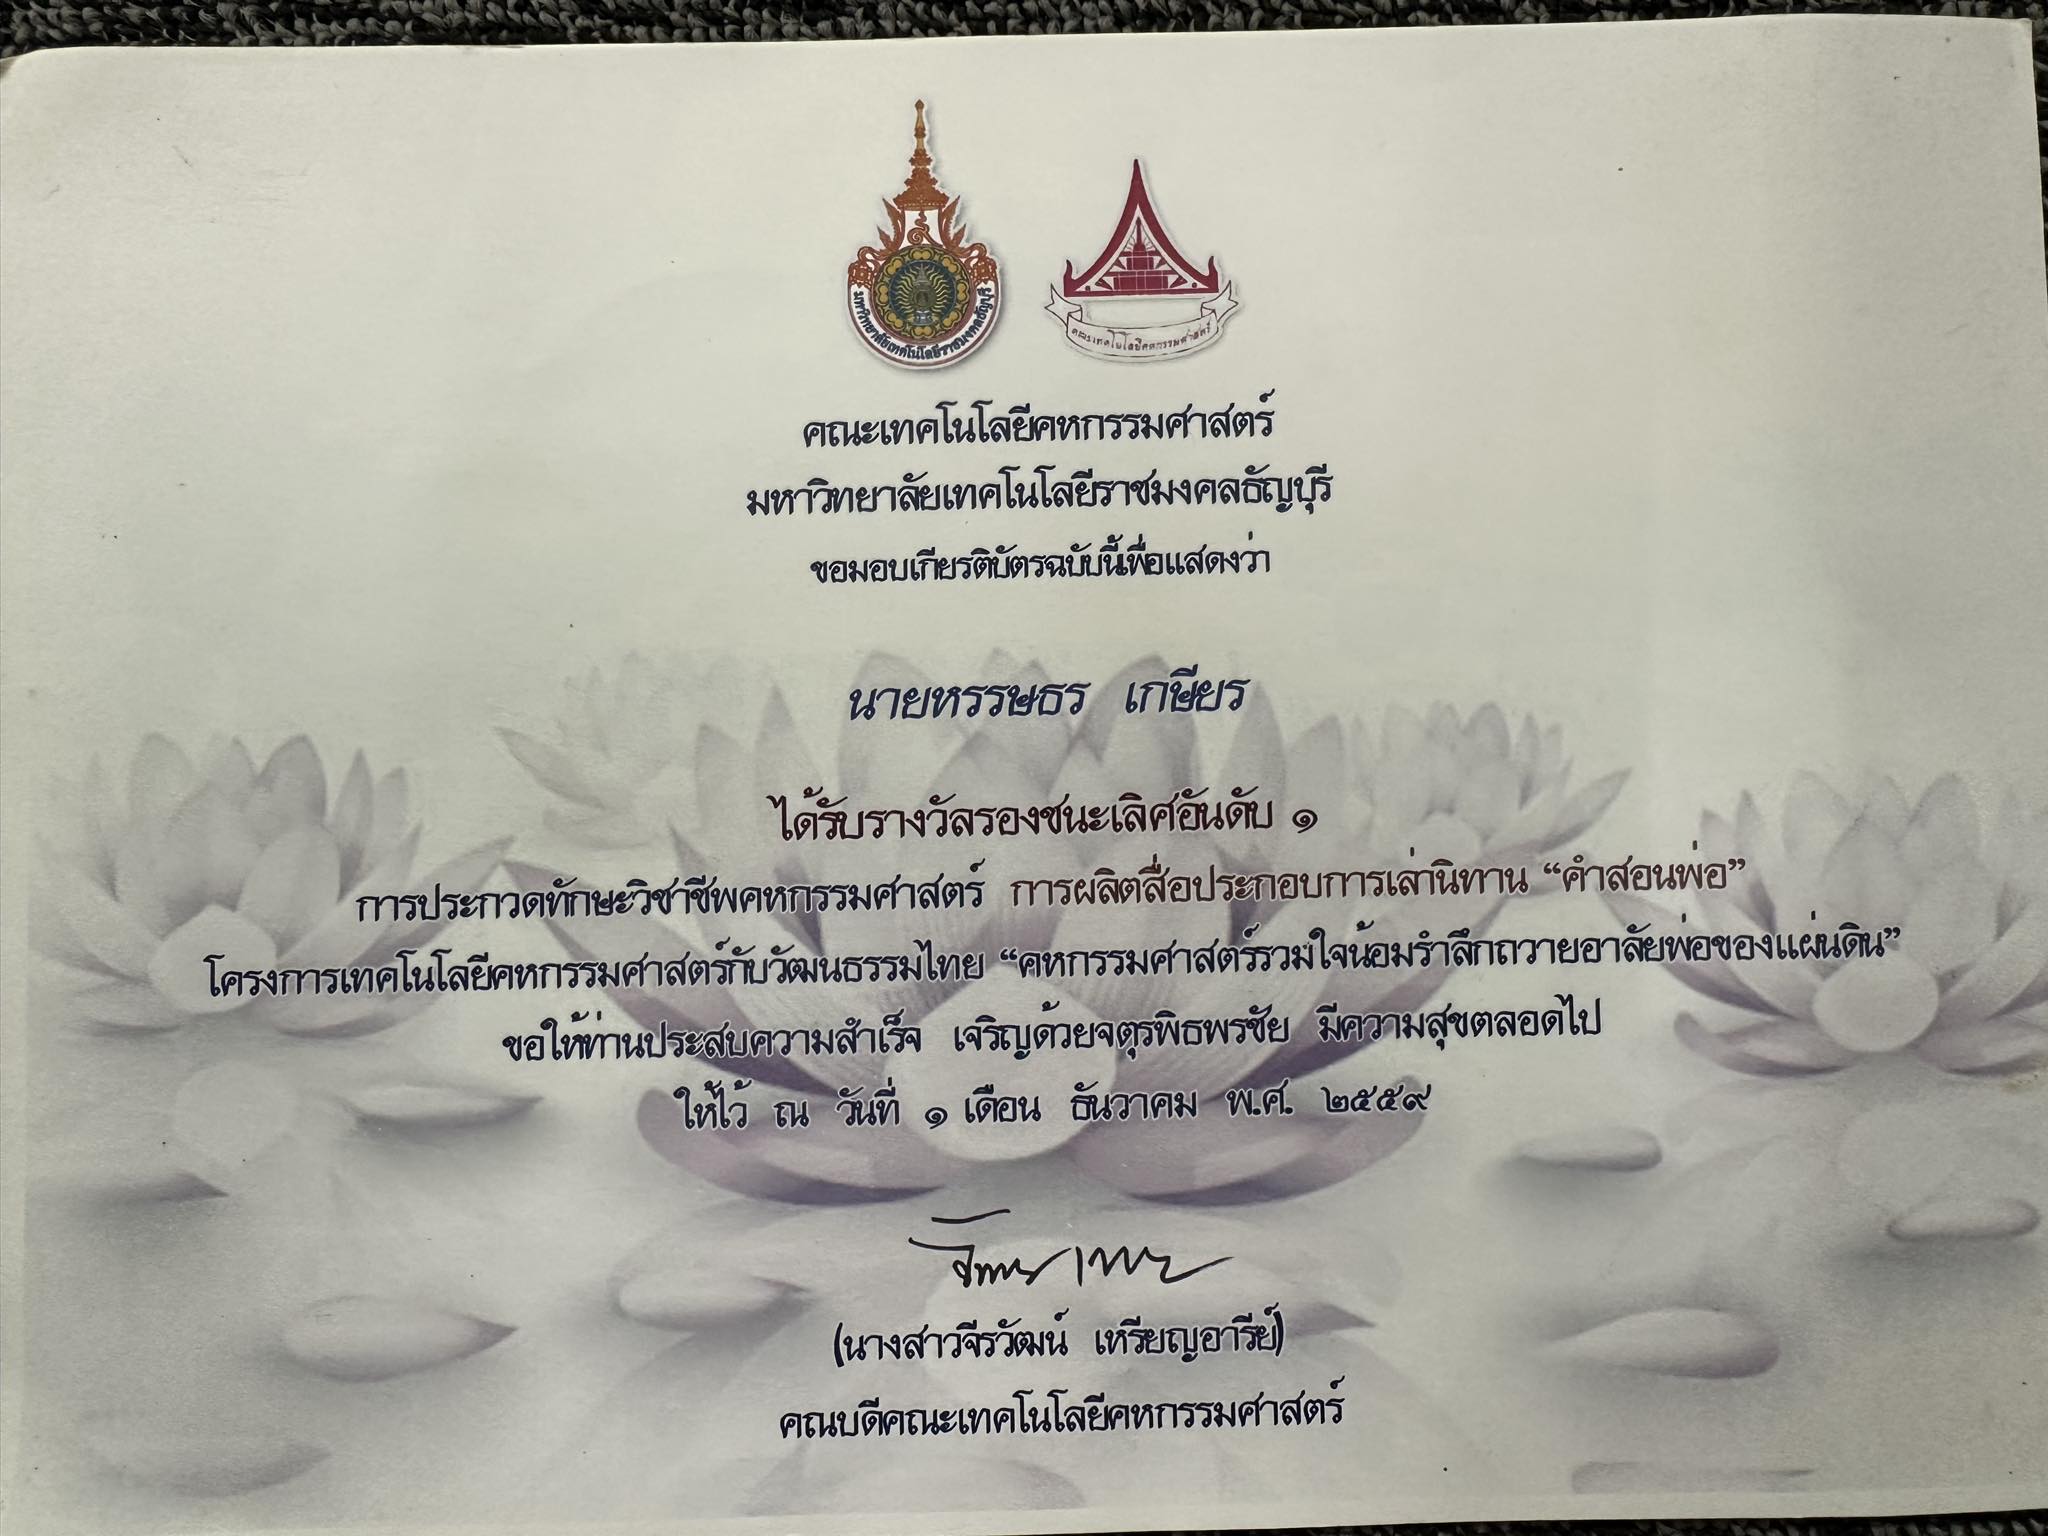 มหาวิทยาลัยเทคโนโลยีราชมงคลธัญบุรี
คณะเทคโนโลยีคหกรรมศาสตร์
คณะเทคโนโลยีคหกรรมศาสตร์
มหาวิทยาลัยเทคโนโลยีราชมงคลธัญบุรี
ขอมอบเกียรติบัตรฉบับนี้เพื่อแสดงว่า
นายหรรษธร เกษียร
ได้รับรางวัลรองชนะเลิศอันดับ ๑
การประกวดทักษะวิชาชีพคหกรรมศาสตร์ การผลิตสื่อประกอบการเล่านิทาน “คำสอนพ่อ”
โครงการเทคโนโลยีคหกรรมศาสตร์กับวัฒนธรรมไทย “คหกรรมศาสตร์รวมใจน้อมรำลึกถวายอาลัยพ่อของแผ่นดิน”
ขอให้ท่านประสบความสำเร็จ เจริญด้วยจตุรพิธพรชัย มีความสุขตลอดไป
ให้ไว้ ณ วันที่ ๑ เดือน ธันวาคม พ.ศ. ๒๕๕๙
(นางสาวจีรวัฒน์ เหรียญอารีย์)
คณบดีคณะเทคโนโลยีคหกรรมศาสตร์